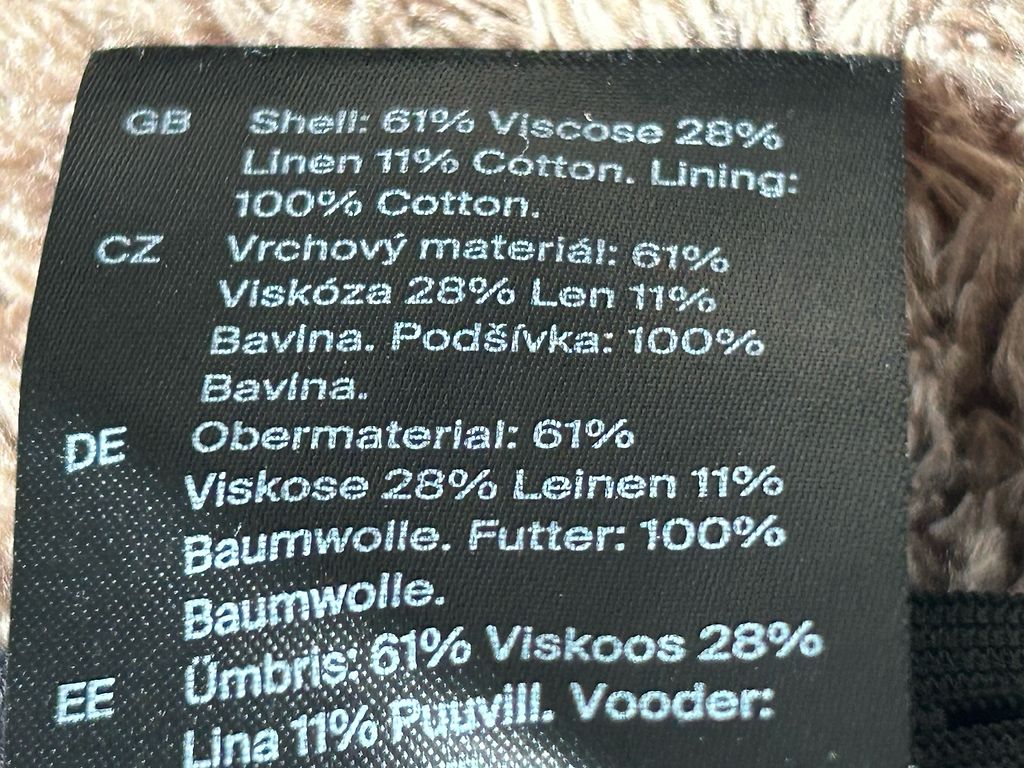 GB Shell: 61% Viscose 28%
Linen 11% Cotton. Lining:
100% Cotton.
CZ Vrchový materiál: 61%
Viskóza 28% Len 11%
Bavlna. Podšívka: 100%
Bavlna.
DE Obermaterial: 61%
Viskose 28% Leinen 11%
Baumwolle. Futter: 100%
Baumwolle.
EE Ümbris: 61% Viskoos 28%
Lina 11% Puuvill. Vooder: